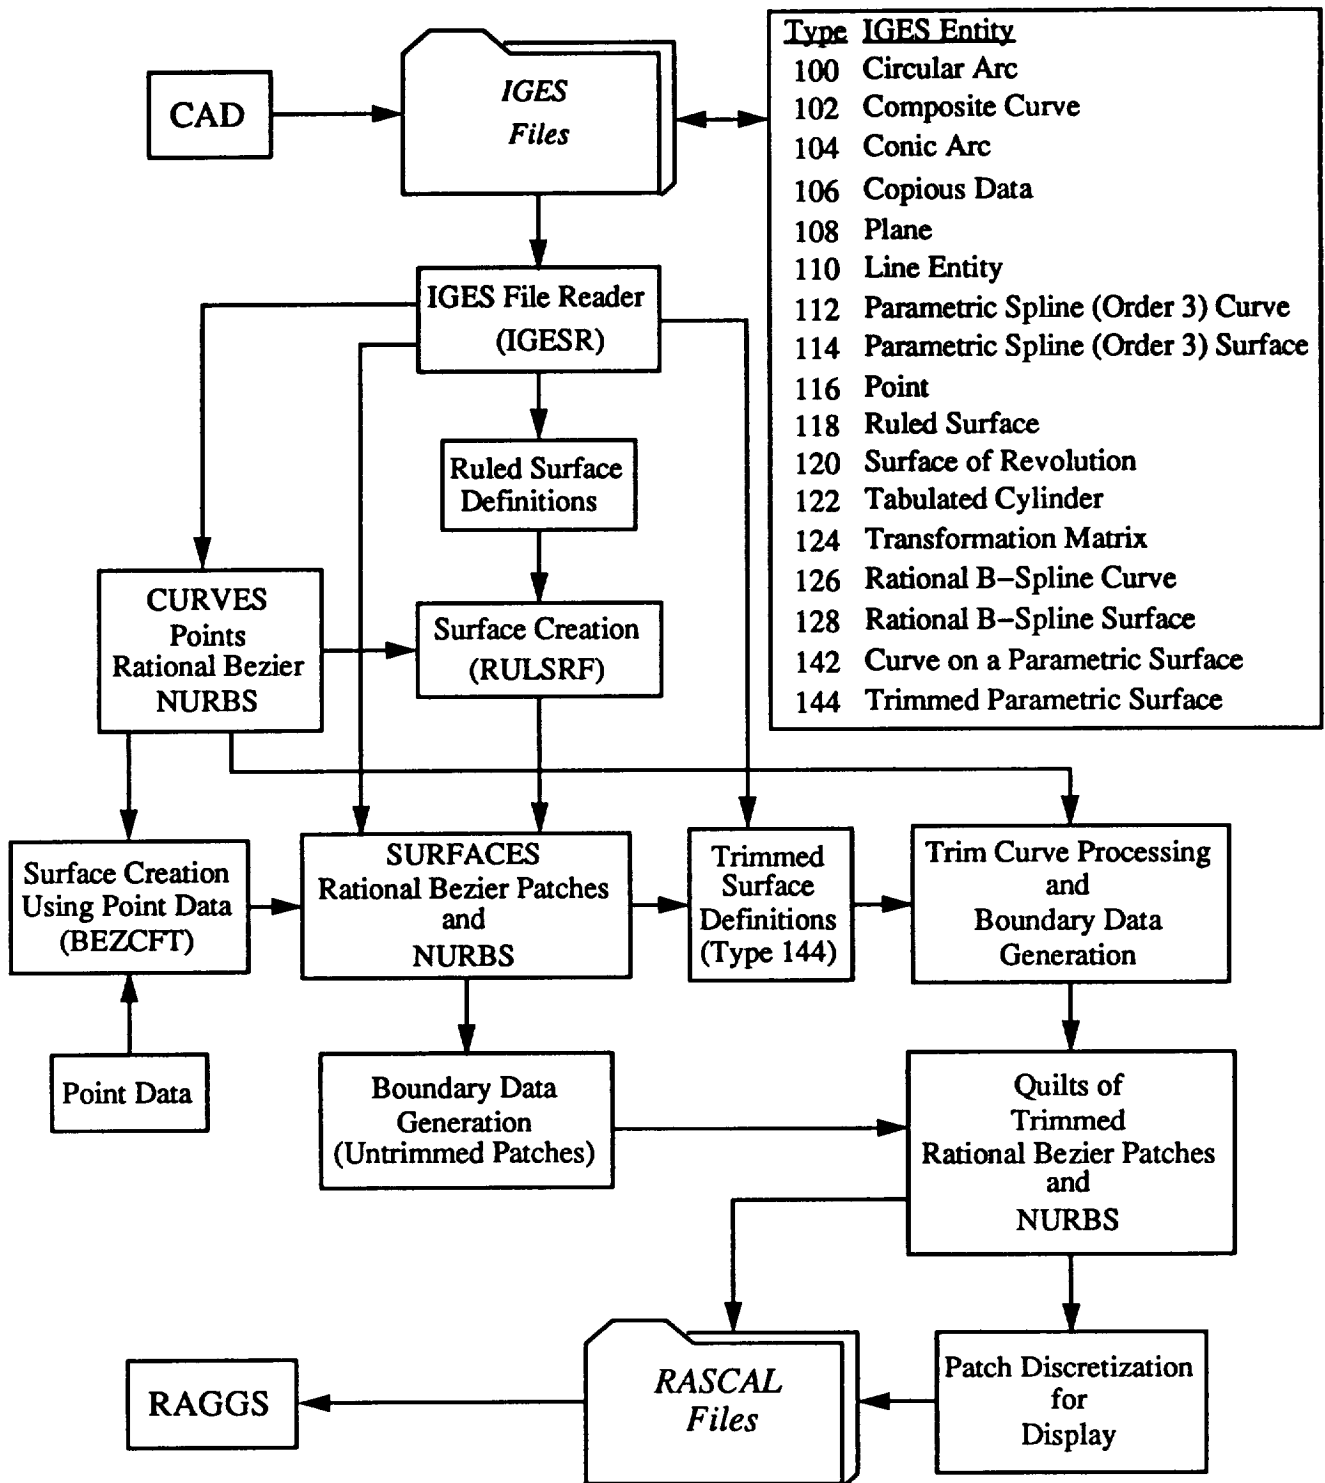 CAD
IGES
Files
Type IGES Entity
100 Circular Arc
102 Composite Curve
104 Conic Arc
106 Copious Data
108 Plane
110 Line Entity
112 Parametric Spline (Order 3) Curve
114 Parametric Spline (Order 3) Surface
116 Point
118 Ruled Surface
120 Surface of Revolution
122 Tabulated Cylinder
124 Transformation Matrix
126 Rational B–Spline Curve
128 Rational B–Spline Surface
142 Curve on a Parametric Surface
144 Trimmed Parametric Surface
IGES File Reader
(IGESR)
Ruled Surface
Definitions
CURVES
Points
Rational Bezier
NURBS
Surface Creation
(RULSRF)
Surface Creation
Using Point Data
(BEZCFT)
SURFACES
Rational Bezier Patches
and
NURBS
Trimmed
Surface
Definitions
(Type 144)
Trim Curve Processing
and
Boundary Data
Generation
Point Data
Boundary Data
Generation
(Untrimmed Patches)
Quilts of
Trimmed
Rational Bezier Patches
and
NURBS
RAGGS
RASCAL
Files
Patch Discretization
for
Display